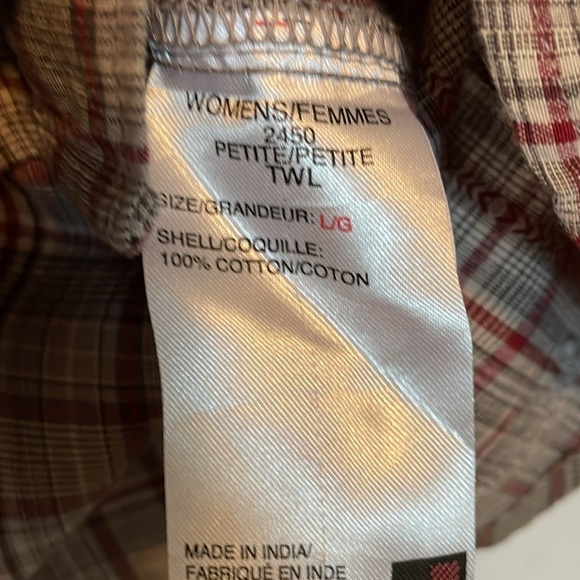 WOMENS/FEMMES
2450
PETITE/PETITE
TWL
SIZE/GRANDEUR: L/G
SHELL/COQUILLE:
100% COTTON/COTON
MADE IN INDIA/
FABRIQUÉ EN INDE